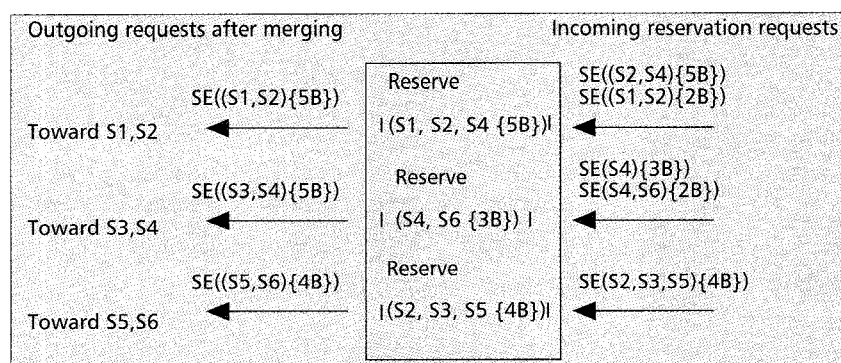 Outgoing requests after merging
Incoming reservation requests
SE((S1,S2){5B})
Toward S1,S2
Reserve
|(S1, S2, S4 {5B})|
SE((S2,S4){5B})
SE((S1,S2){2B})
SE((S3,S4){5B})
Toward S3,S4
Reserve
| (S4, S6 {3B}) |
SE(S4){3B})
SE(S4,S6){2B})
SE((S5,S6){4B})
Toward S5,S6
Reserve
|(S2, S3, S5 {4B})|
SE(S2,S3,S5){4B})